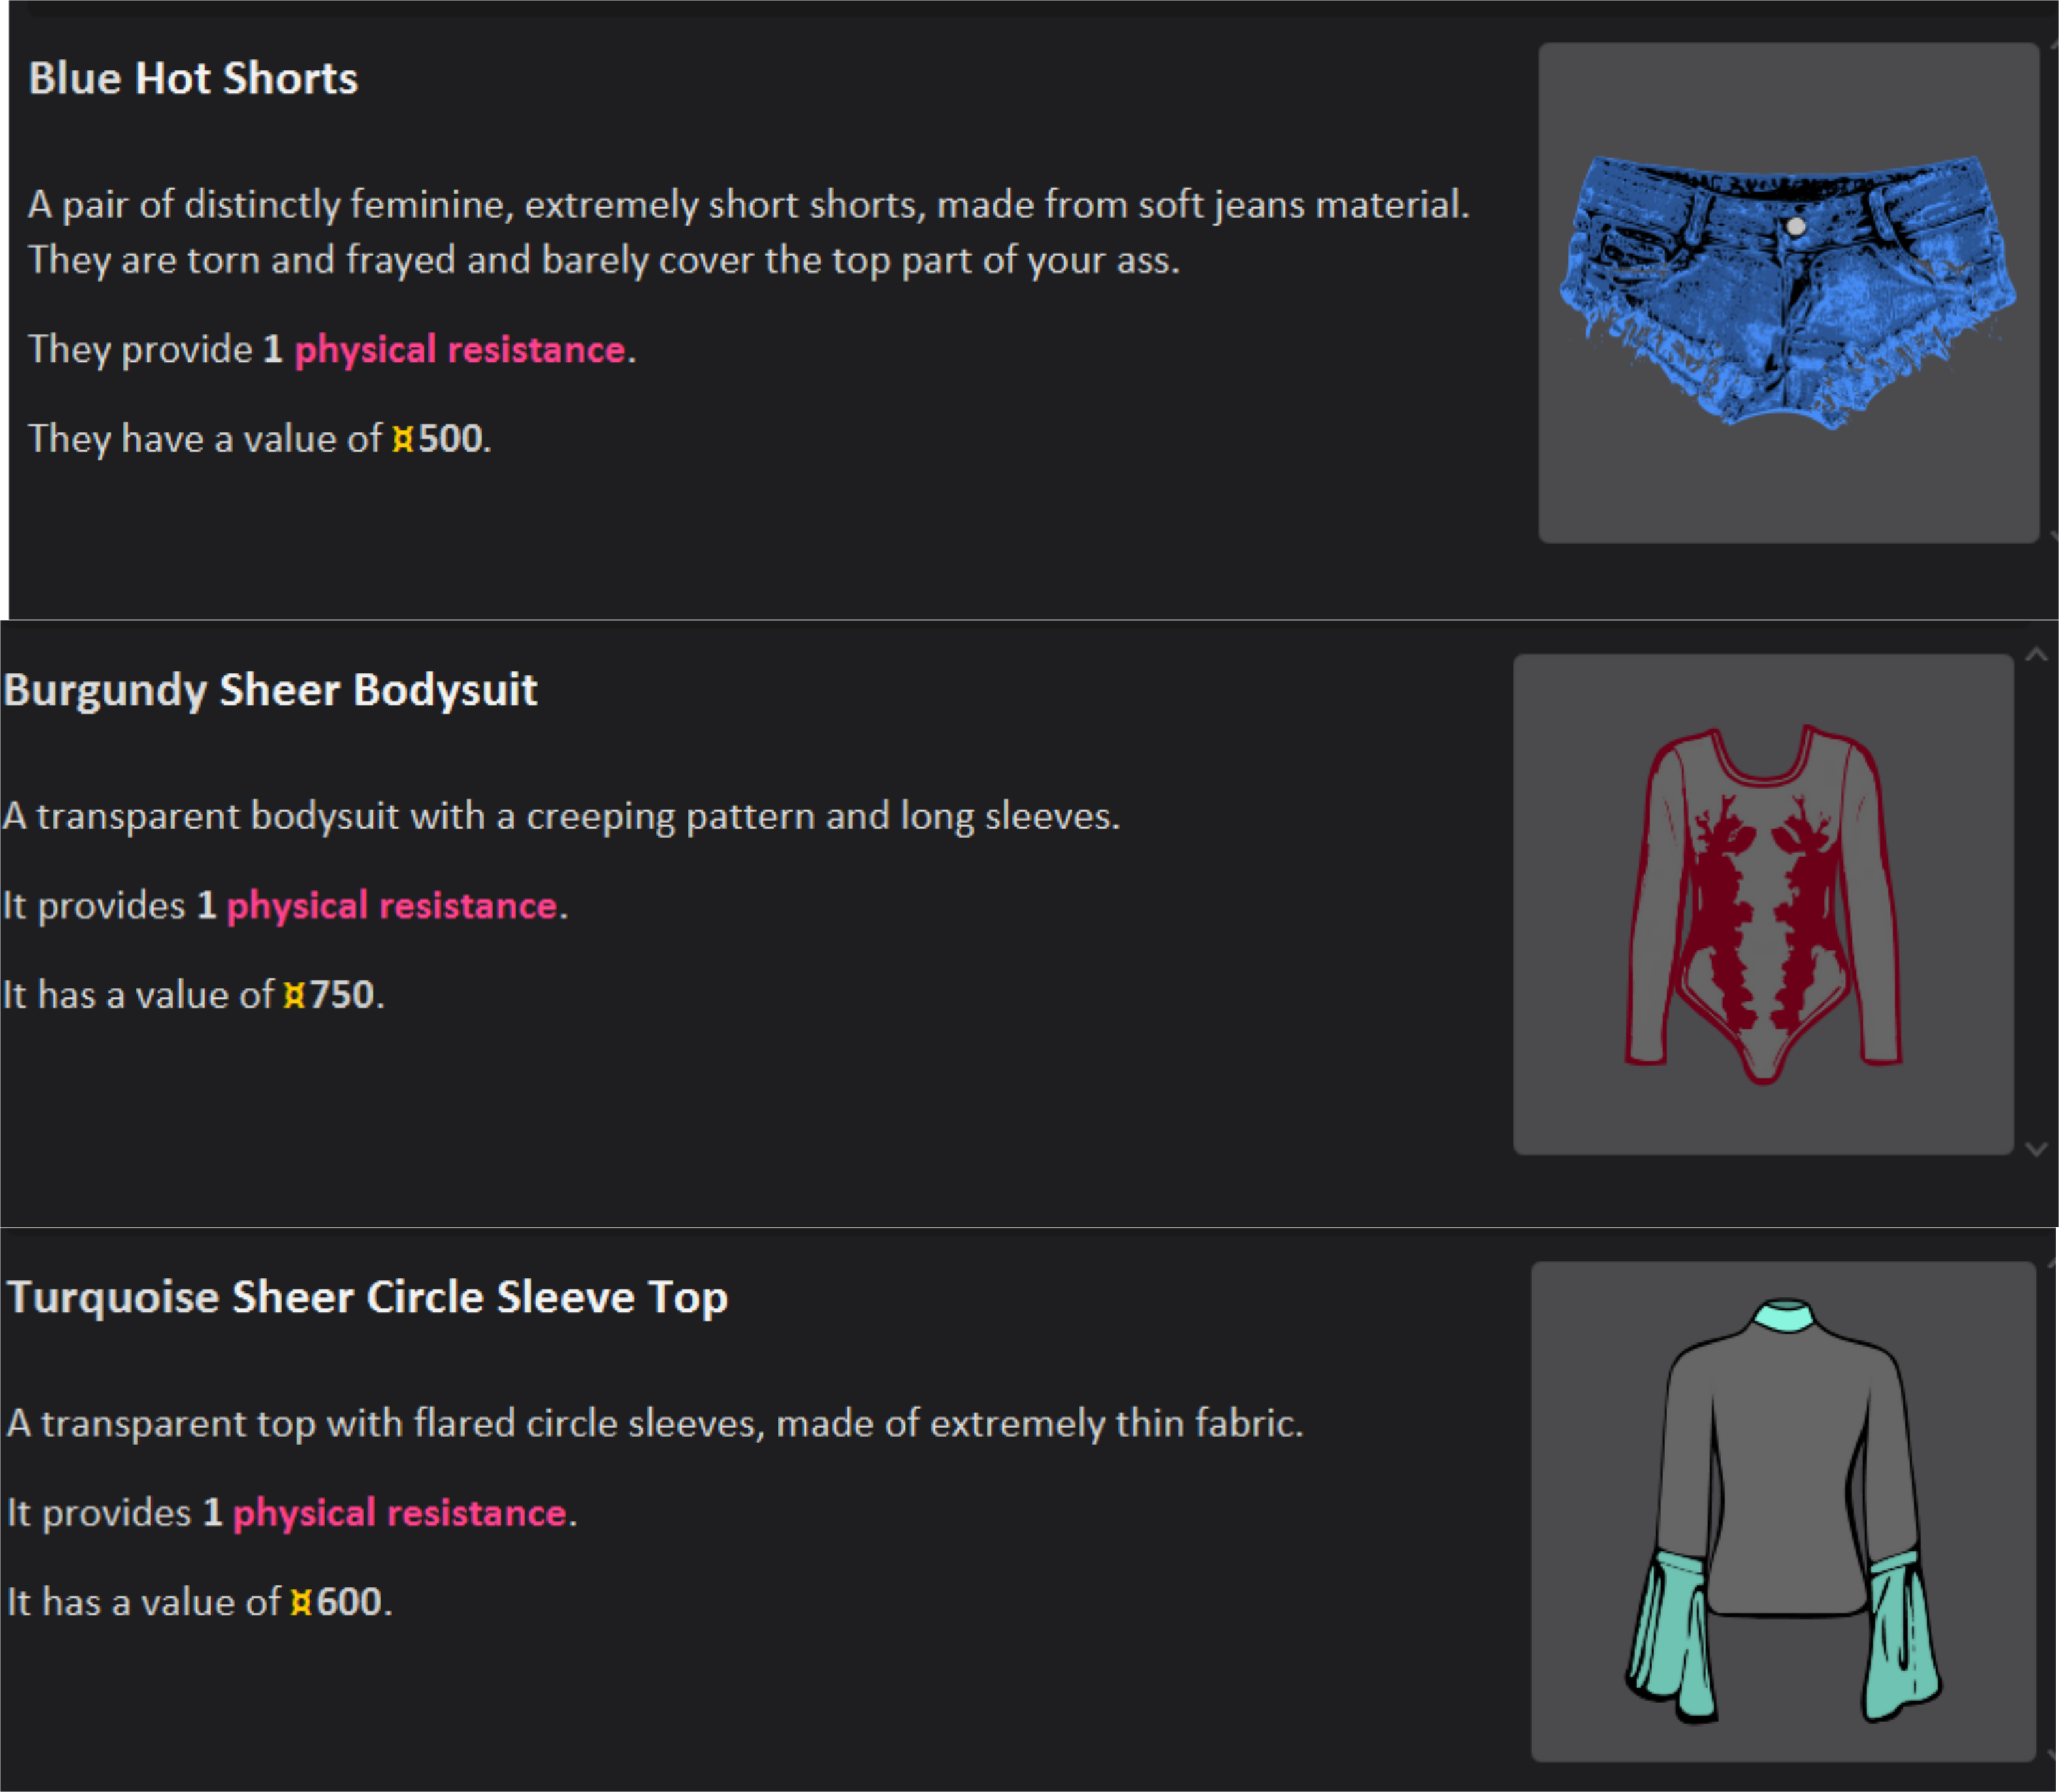 Blue Hot Shorts
A pair of distinctly feminine, extremely short shorts, made from soft jeans material.
They are torn and frayed and barely cover the top part of your ass.
They provide 1 physical resistance.
They have a value of ¤500.
Burgundy Sheer Bodysuit
A transparent bodysuit with a creeping pattern and long sleeves.
It provides 1 physical resistance.
It has a value of ¤750.
Turquoise Sheer Circle Sleeve Top
A transparent top with flared circle sleeves, made of extremely thin fabric.
It provides 1 physical resistance.
It has a value of ¤600.